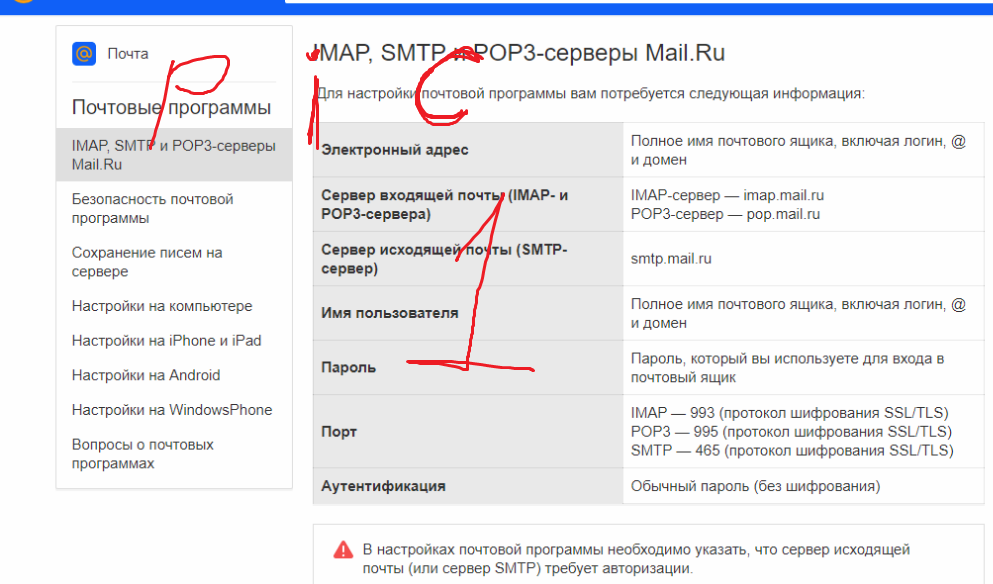 Почта
Почтовые программы
IMAP, SMTP и POP3-серверы
Mail.Ru
Безопасность почтовой
программы
Сохранение писем на
сервере
Настройки на компьютере
Настройки на iPhone и iPad
Настройки на Android
Настройки на WindowsPhone
Вопросы о почтовых
программах
IMAP, SMTP и POP3-серверы Mail.Ru
Для настройки почтовой программы вам потребуется следующая информация:
Электронный адрес
Полное имя почтового ящика, включая логин, @
и домен
Сервер входящей почты (IMAP- и
POP3-сервера)
IMAP-сервер — imap.mail.ru
POP3-сервер — pop.mail.ru
Сервер исходящей почты (SMTP-
сервер)
smtp.mail.ru
Имя пользователя
Полное имя почтового ящика, включая логин, @
и домен
Пароль
Пароль, который вы используете для входа в
почтовый ящик
Порт
IMAP — 993 (протокол шифрования SSL/TLS)
POP3 — 995 (протокол шифрования SSL/TLS)
SMTP — 465 (протокол шифрования SSL/TLS)
Аутентификация
Обычный пароль (без шифрования)
В настройках почтовой программы необходимо указать, что сервер исходящей
почты (или сервер SMTP) требует авторизации.
P i C
1